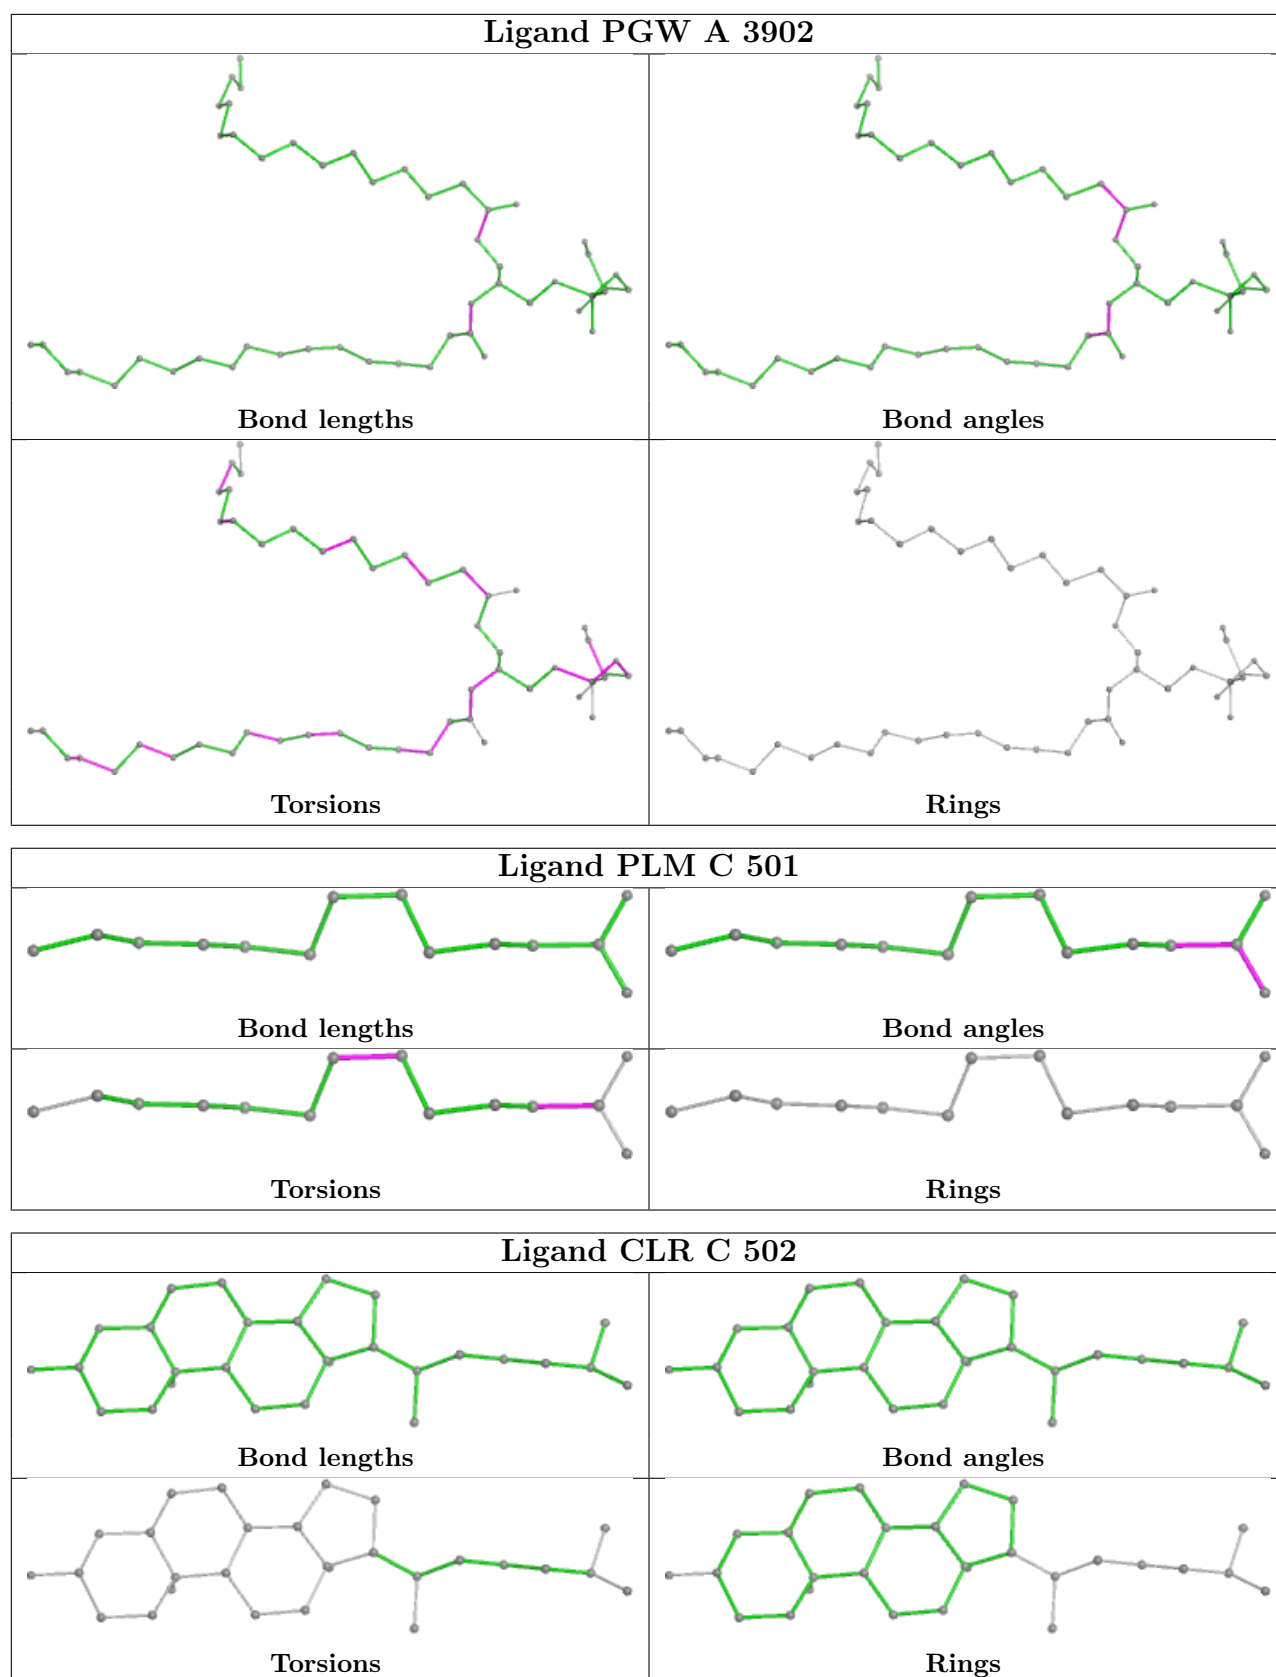 Ligand PGW A 3902
Bond lengths
Bond angles
Torsions
Rings
Ligand PLM C 501
Bond lengths
Bond angles
Torsions
Rings
Ligand CLR C 502
Bond lengths
Bond angles
Torsions
Rings